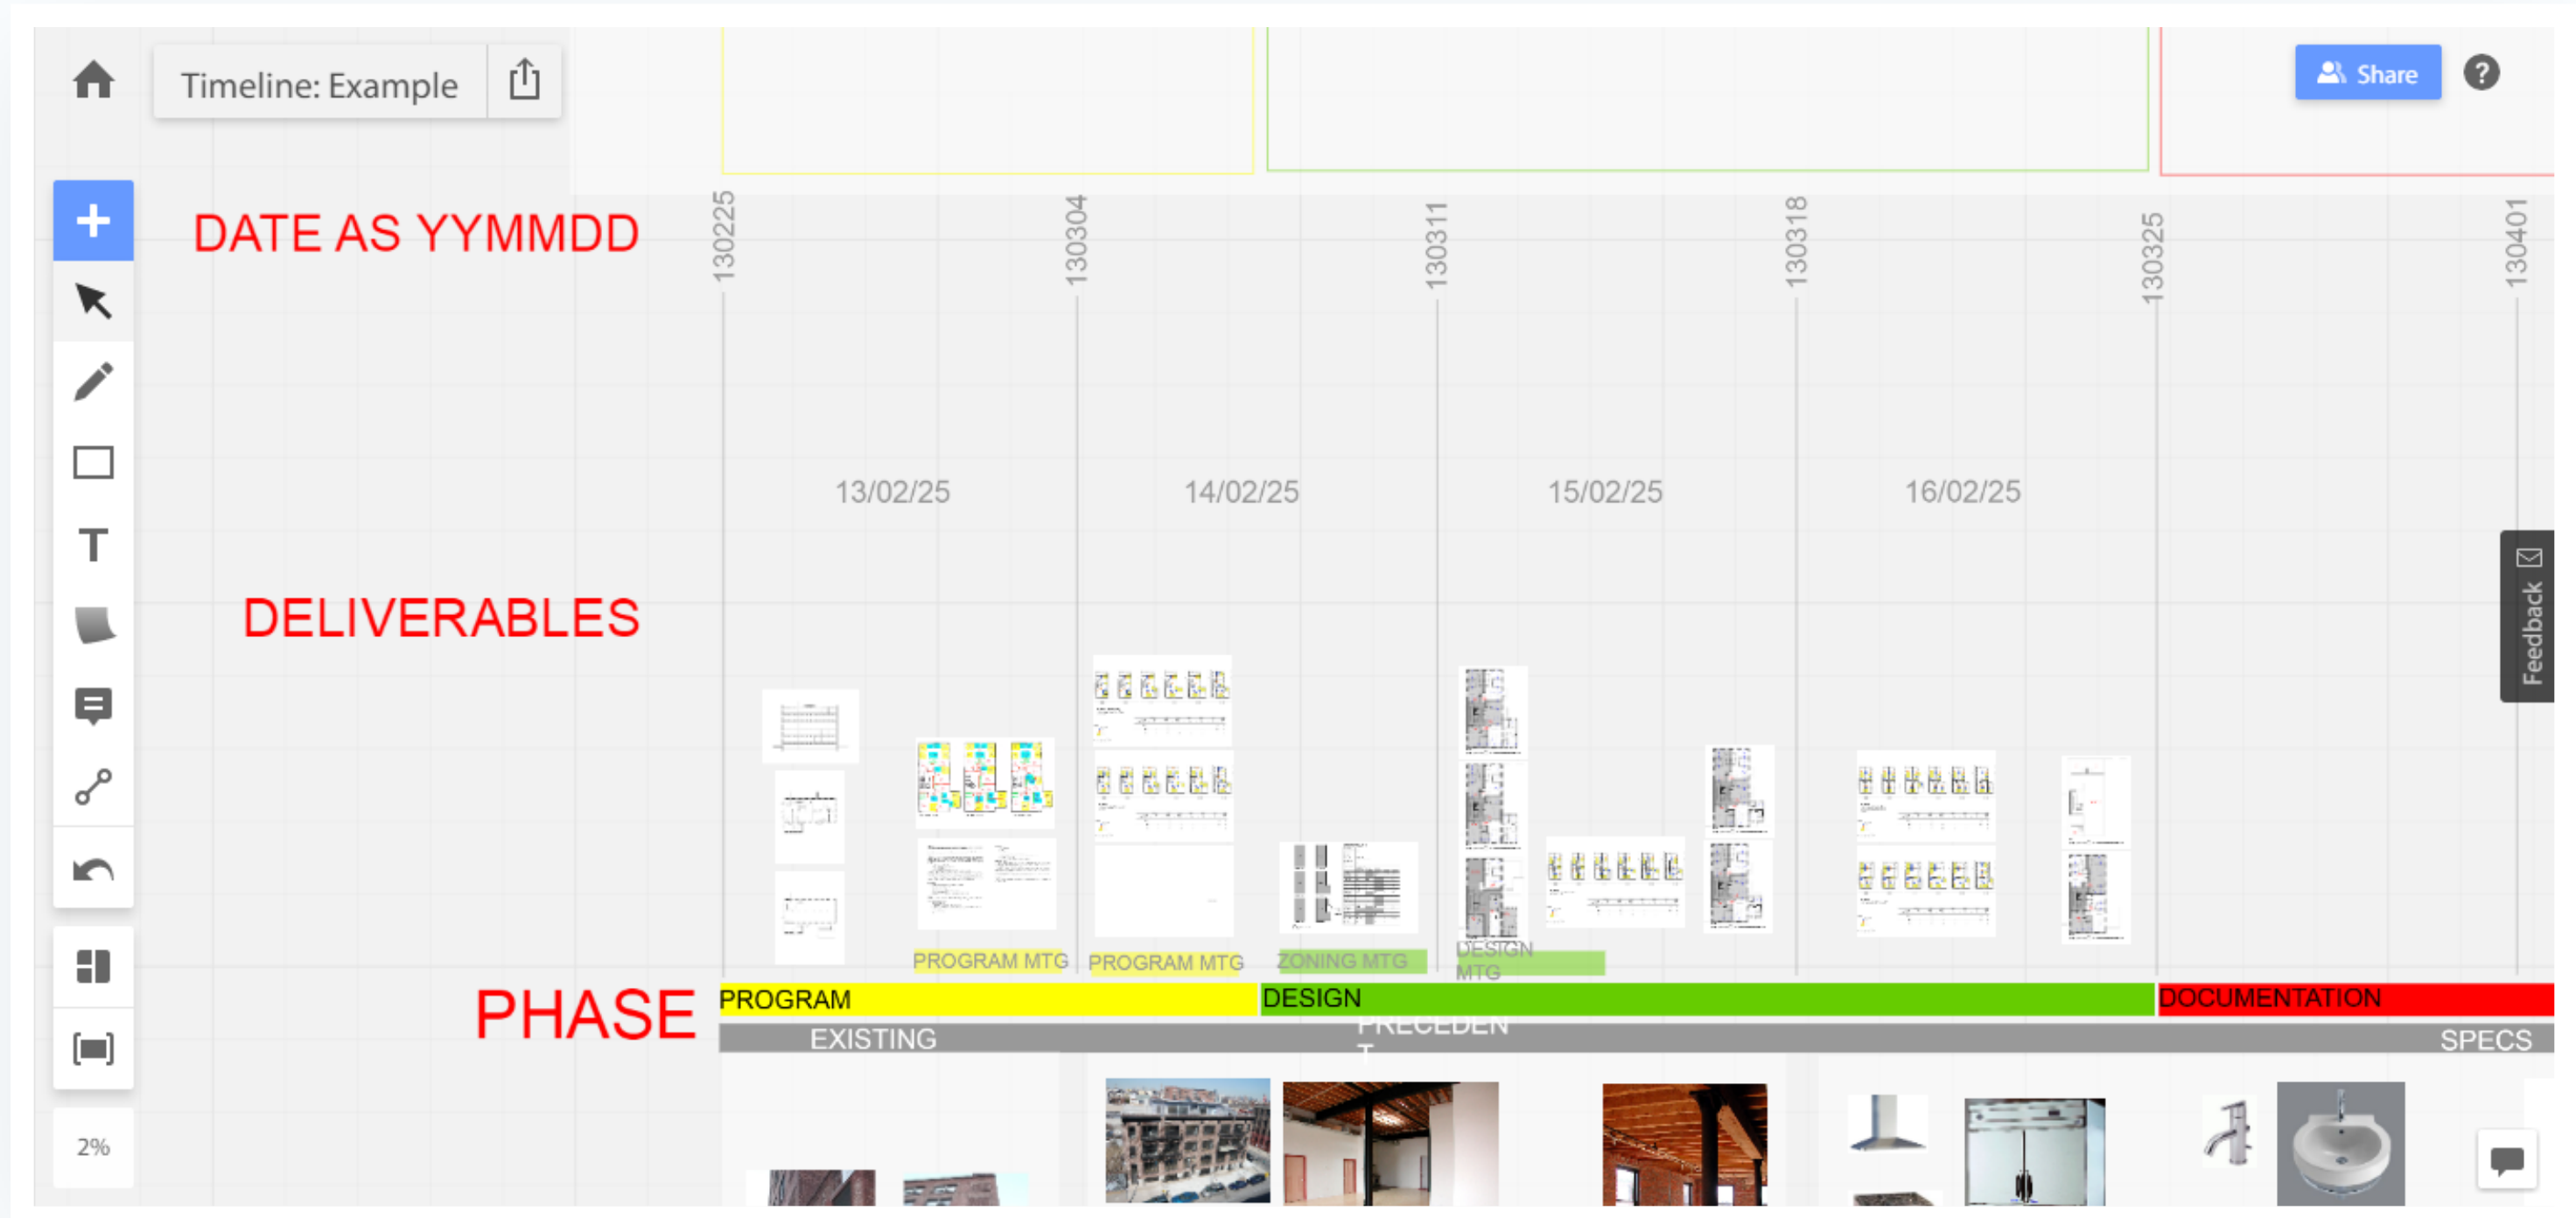 Timeline: Example
Share
?
DATE AS YYMMDD
130225
130304
130311
130318
130325
130401
T
13/02/25
14/02/25
15/02/25
16/02/25
Feedback
DELIVERABLES
PROGRAM MTG
PROGRAM MTG
ZONING MTG
DESIGN
MTG
PHASE
PROGRAM
DESIGN
DOCUMENTATION
EXISTING
PRECEDEN
T
SPECS
2%